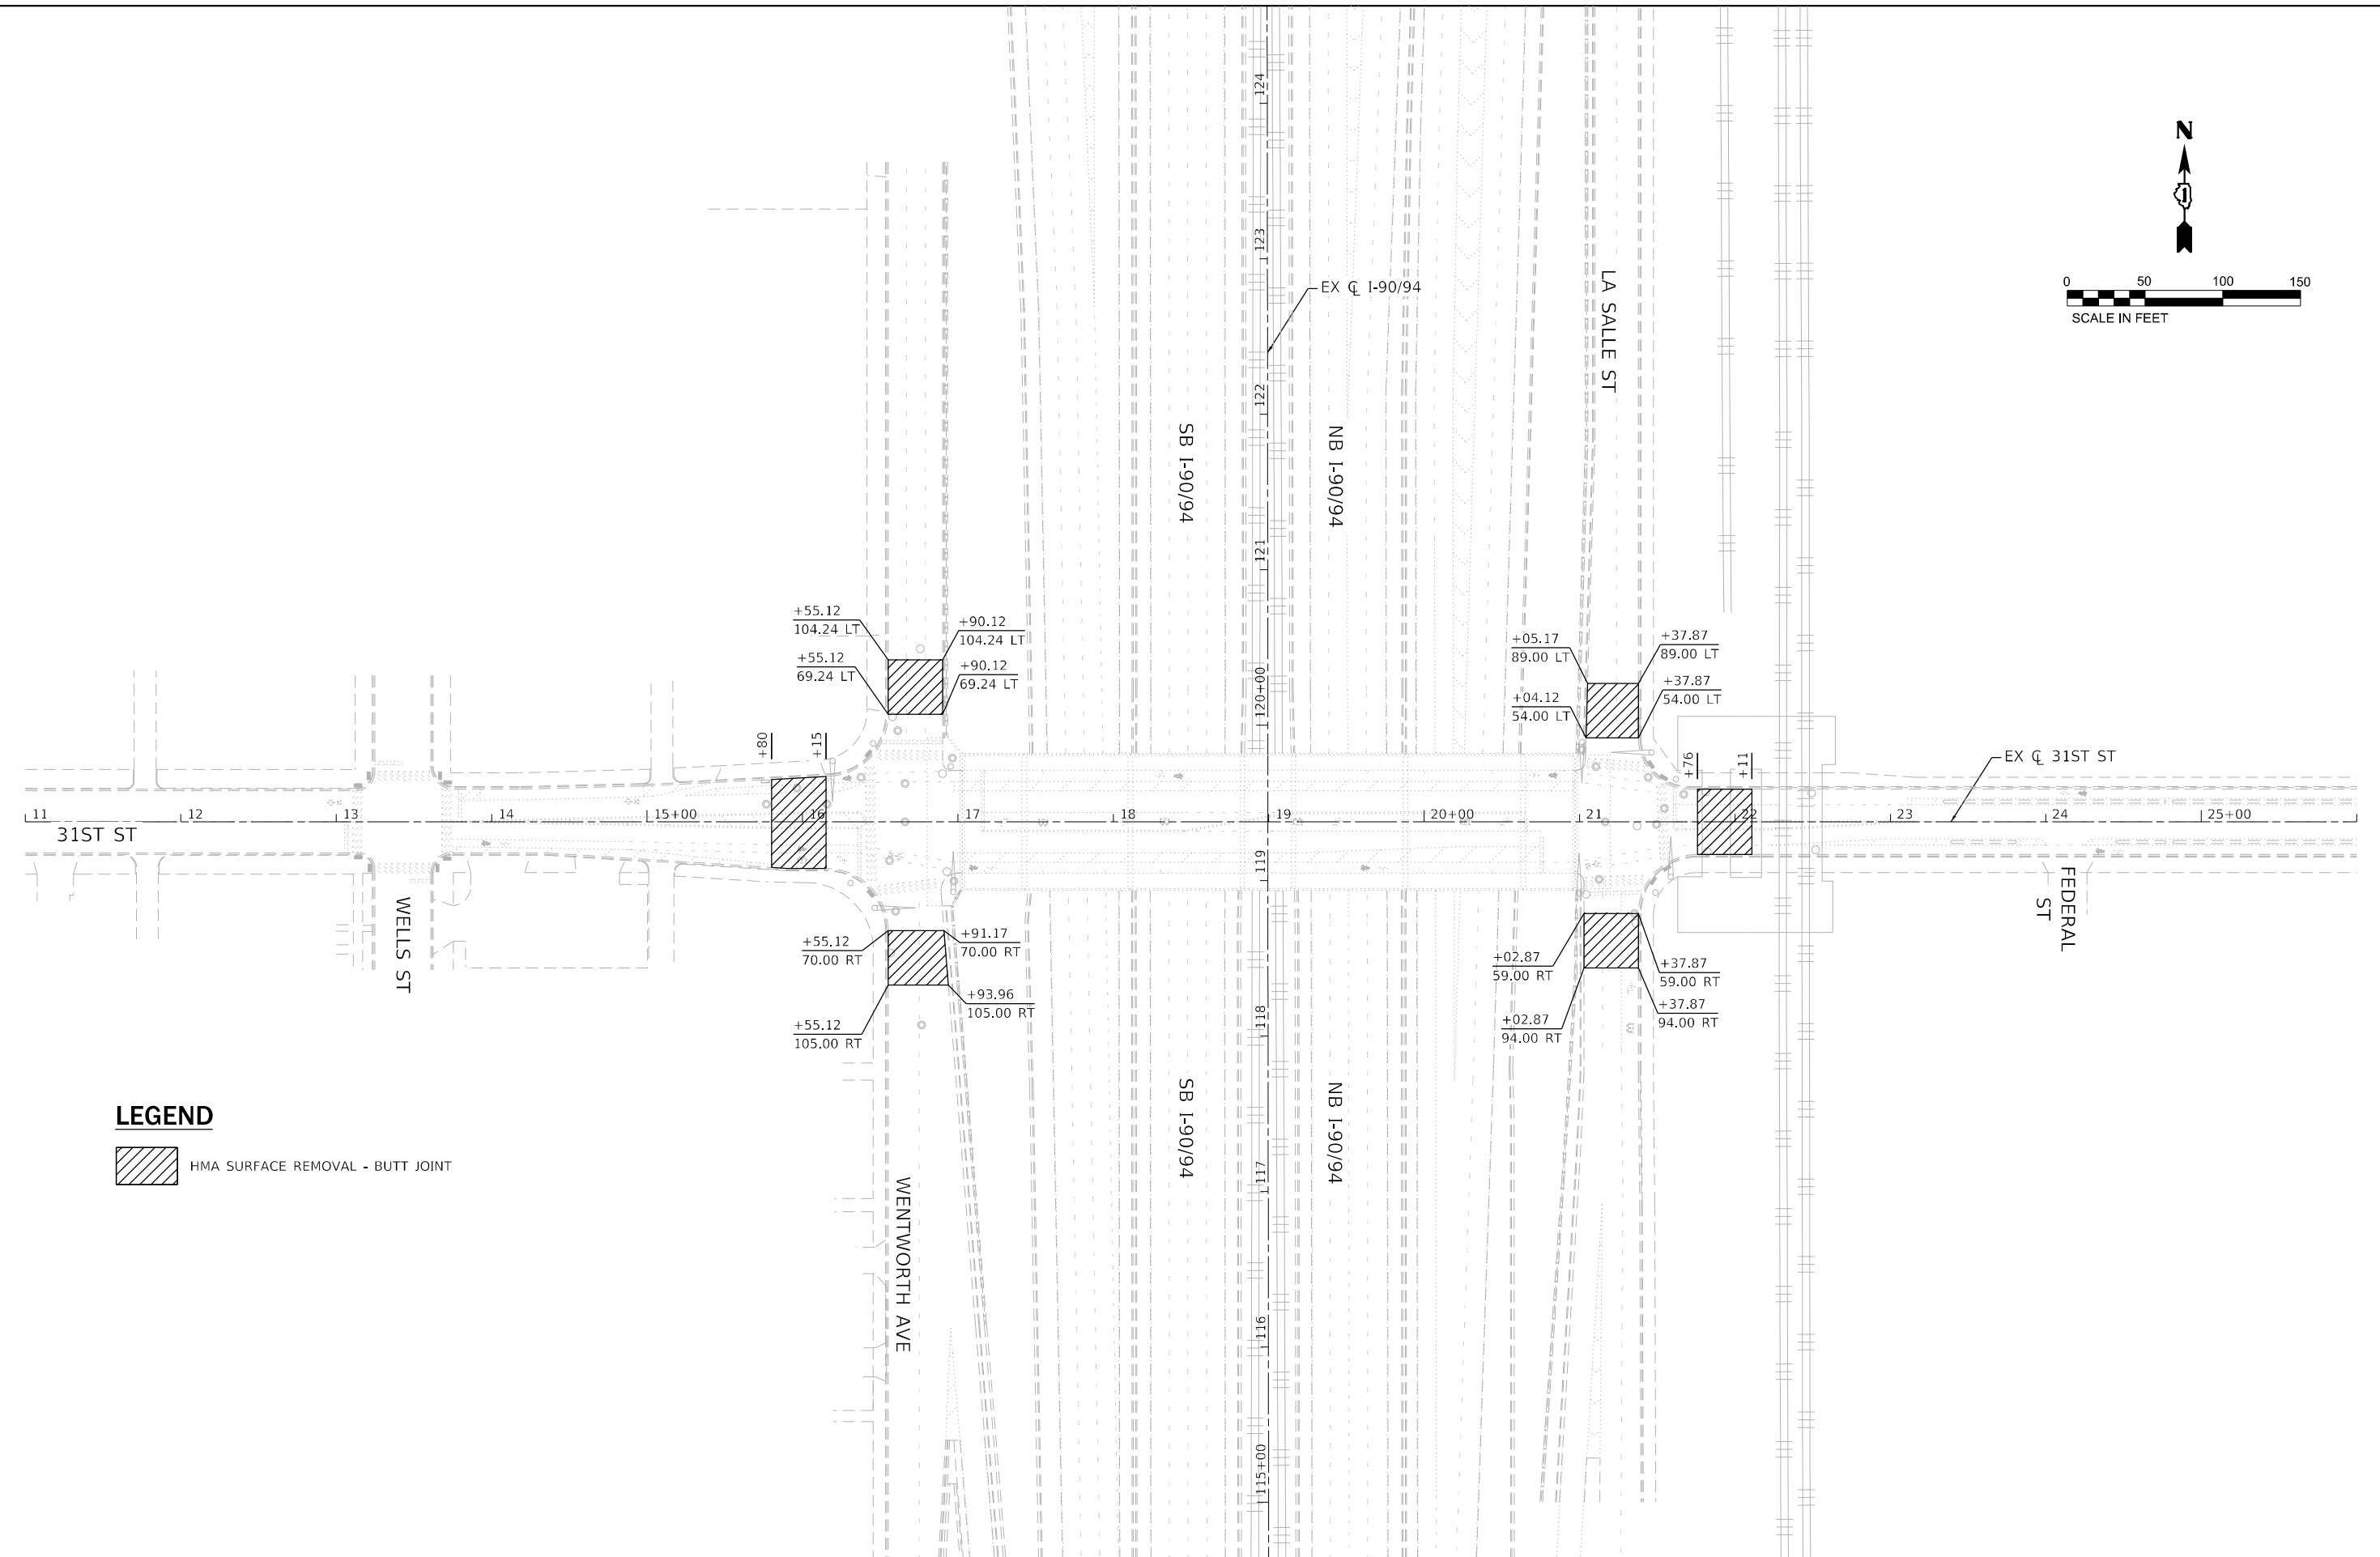 124
N
123
EX ℄ I-90/94
LA SALLE ST
0 50 100 150
SCALE IN FEET
122
SB I-90/94
NB I-90/94
121
+55.12
104.24 LT
+90.12
104.24 LT
+55.12
69.24 LT
+90.12
69.24 LT
+05.17
89.00 LT
+37.87
89.00 LT
+04.12
54.00 LT
+37.87
54.00 LT
120+00
+80
+15
+76
+11
EX ℄ 31ST ST
11 12 13 14 15+00 16 17 18 19 20+00 21 22 23 24 25+00
31ST ST
119
WELLS ST
FEDERAL
ST
+55.12
70.00 RT
+91.17
70.00 RT
+02.87
59.00 RT
+37.87
59.00 RT
+55.12
105.00 RT
+93.96
105.00 RT
+02.87
94.00 RT
+37.87
94.00 RT
118
SB I-90/94
NB I-90/94
LEGEND
HMA SURFACE REMOVAL - BUTT JOINT
117
WENTWORTH AVE
116
115+00